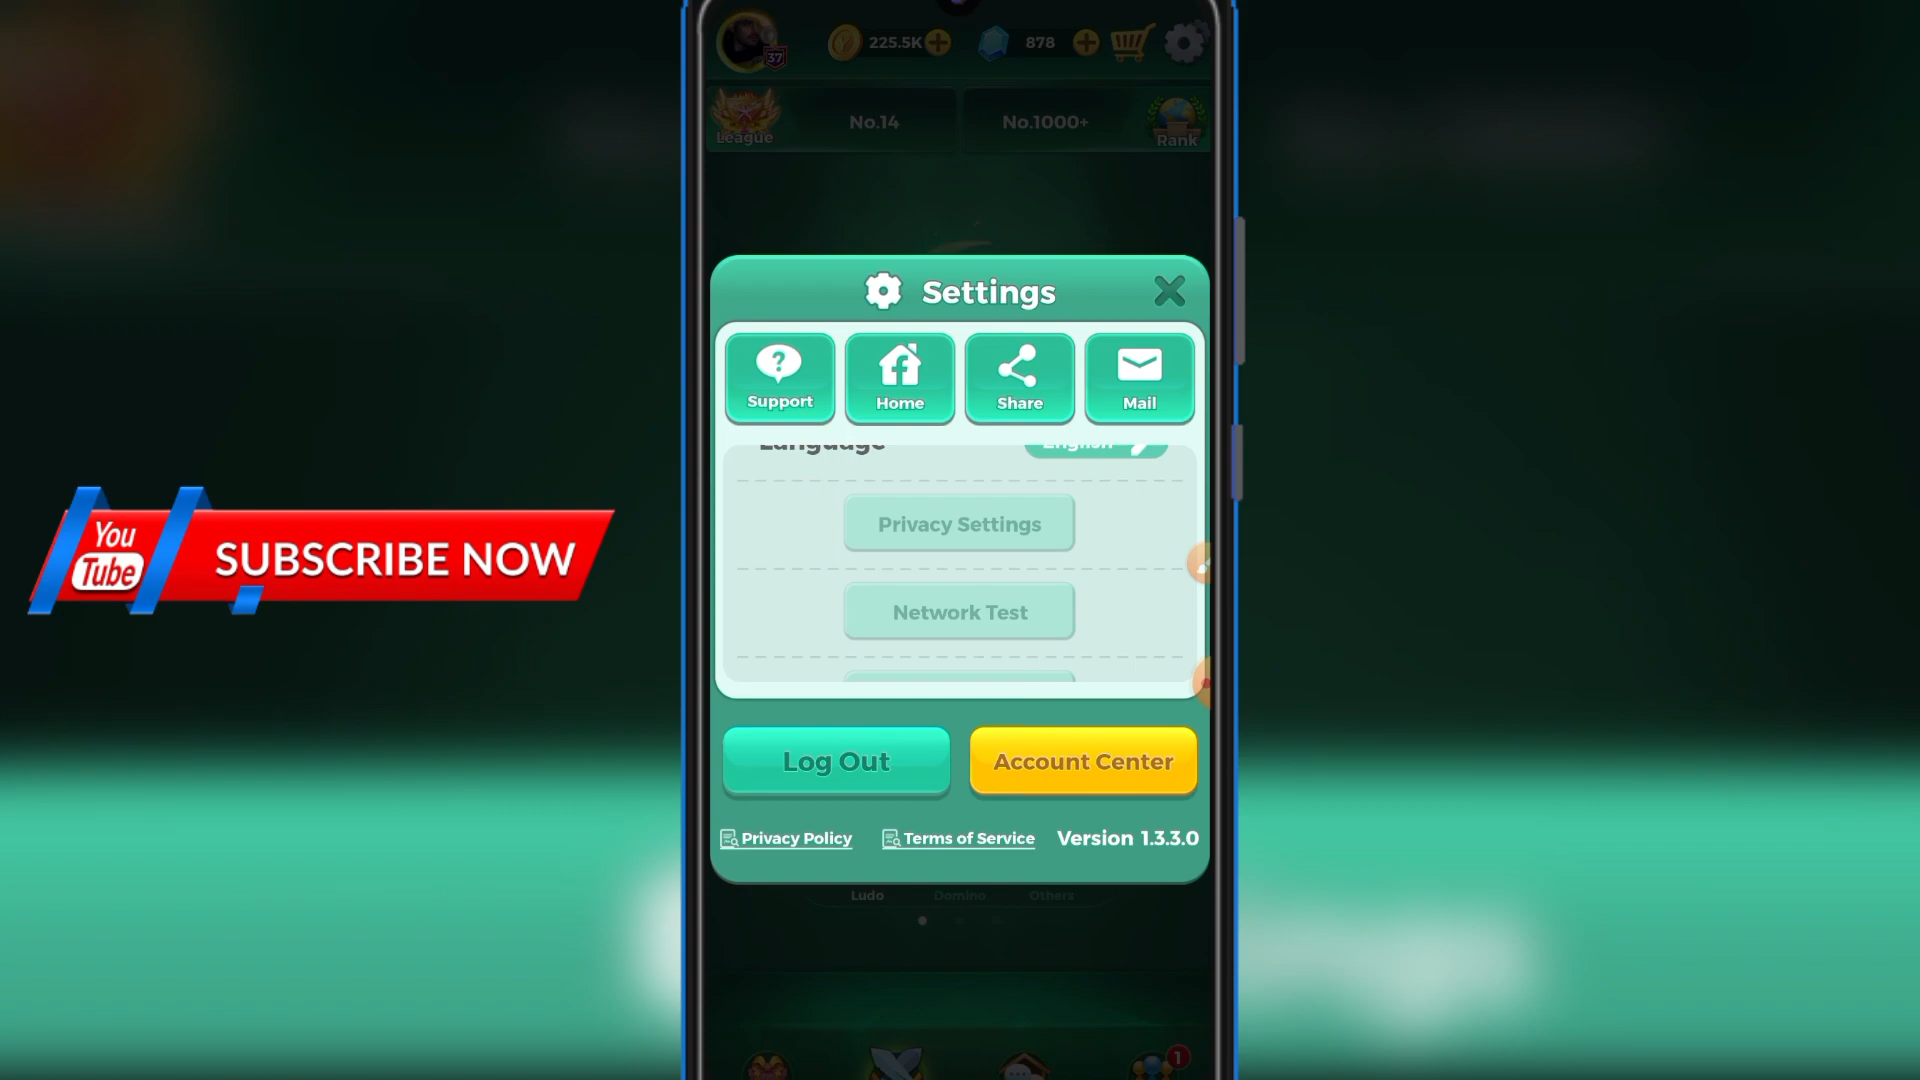 37
225.5K
878
League
No.14
No.1000+
Rank
Settings
Support
Home
Share
Mail
Language
English
Privacy Settings
Network Test
You
Tube
SUBSCRIBE NOW
Log Out
Account Center
Privacy Policy
Terms of Service
Version 1.3.3.0
Ludo
Domino
Others
1